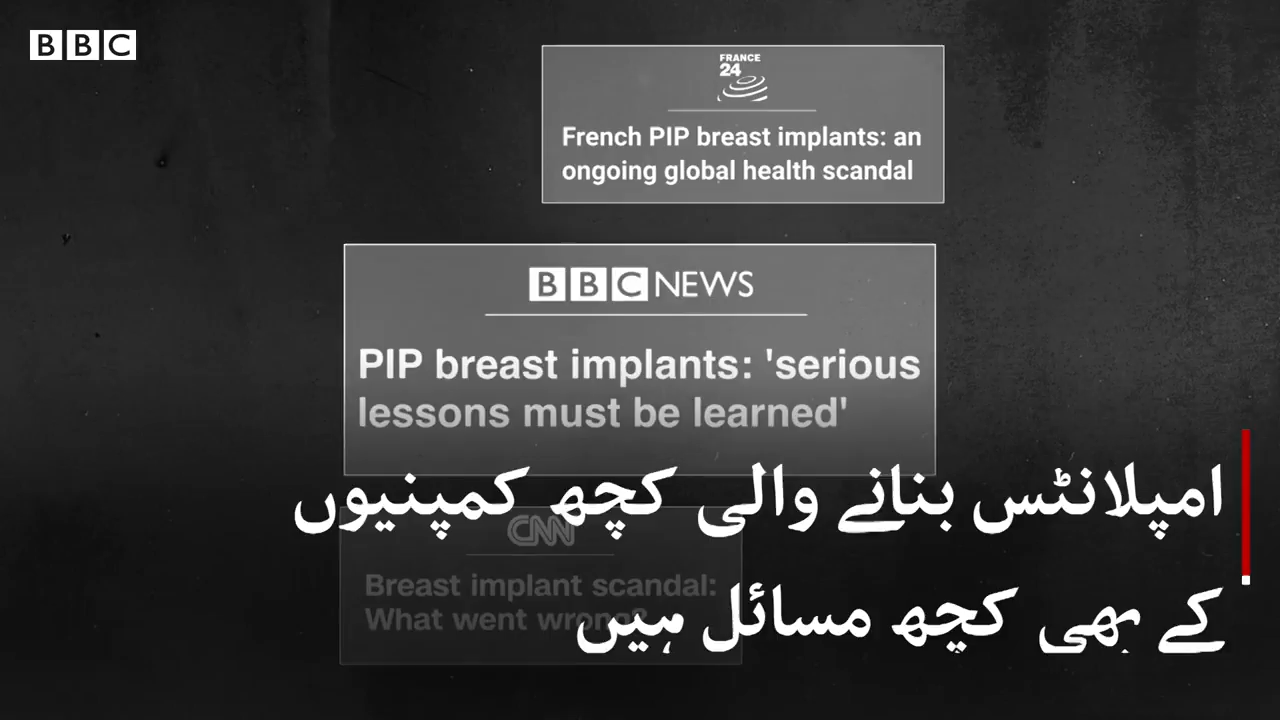 BBC
FRANCE
24
French PIP breast implants: an
ongoing global health scandal
BBC NEWS
PIP breast implants: 'serious
lessons must be learned'
امپلانٹس بنانے والی کچھ کمپنیوں
کے بھی کچھ مسائل ہیں
CNN
Breast implant scandal:
What went wrong?